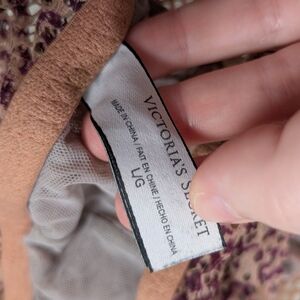 VICTORIA'S SECRET
MADE IN CHINA / FAIT EN CHINE / HECHO EN CHINA
L/G